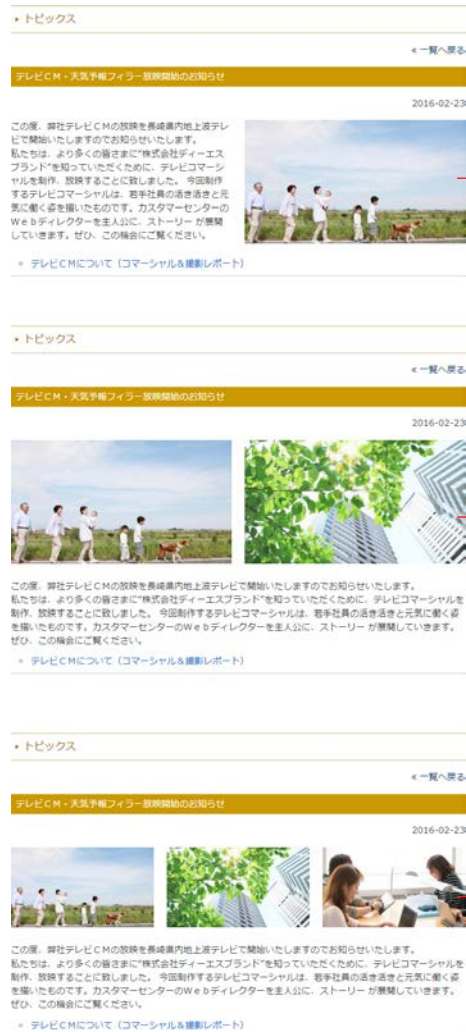 トピックス
« 一覧へ戻る
テレビCM・天気予報フィラー放映開始のお知らせ
2016-02-23
この度、弊社テレビCMの放映を長崎県内地上波テレ
ビで開始いたしますのでお知らせいたします。
私たちは、より多くの皆さまに"株式会社ディーエス
ブランド"を知っていただくために、テレビコマーシ
ャルを制作、放映することに致しました。 今回制作
するテレビコマーシャルは、若手社員の活き活きと元
気に働く姿を描いたものです。カスタマーセンターの
Webディレクターを主人公に、ストーリー が展開
していきます。ぜひ、この機会にご覧ください。
テレビCMについて（コマーシャル&撮影レポート）
トピックス
« 一覧へ戻る
テレビCM・天気予報フィラー放映開始のお知らせ
2016-02-23
この度、弊社テレビCMの放映を長崎県内地上波テレビで開始いたしますのでお知らせいたします。
私たちは、より多くの皆さまに"株式会社ディーエスブランド"を知っていただくために、テレビコマーシャルを
制作、放映することに致しました。 今回制作するテレビコマーシャルは、若手社員の活き活きと元気に働く姿
を描いたものです。カスタマーセンターのWebディレクターを主人公に、ストーリー が展開していきます。
ぜひ、この機会にご覧ください。
テレビCMについて（コマーシャル&撮影レポート）
トピックス
« 一覧へ戻る
テレビCM・天気予報フィラー放映開始のお知らせ
2016-02-23
この度、弊社テレビCMの放映を長崎県内地上波テレビで開始いたしますのでお知らせいたします。
私たちは、より多くの皆さまに"株式会社ディーエスブランド"を知っていただくために、テレビコマーシャルを
制作、放映することに致しました。 今回制作するテレビコマーシャルは、若手社員の活き活きと元気に働く姿
を描いたものです。カスタマーセンターのWebディレクターを主人公に、ストーリー が展開していきます。
ぜひ、この機会にご覧ください。
テレビCMについて（コマーシャル&撮影レポート）